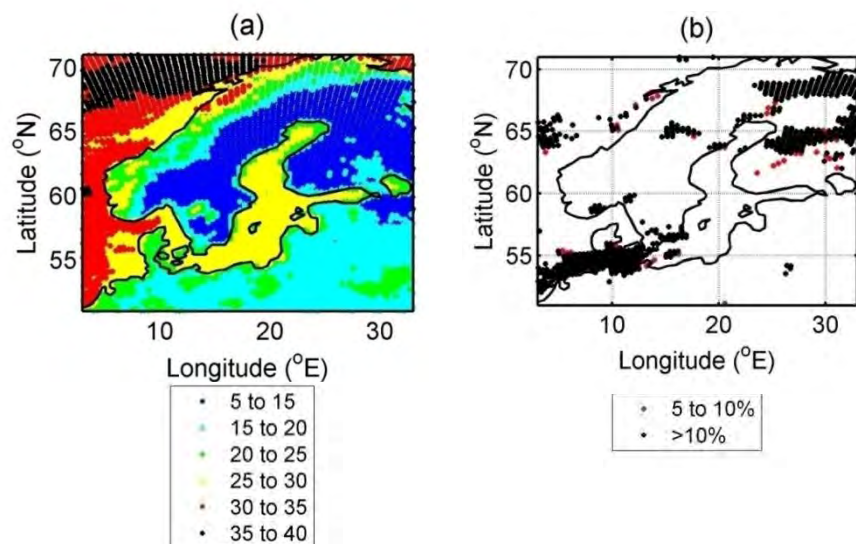 (a)
70
65
60
55
Latitude (°N)
10 20 30
Longitude (°E)
5 to 15
15 to 20
20 to 25
25 to 30
30 to 35
35 to 40
(b)
70
65
60
55
Latitude (°N)
10 20 30
Longitude (°E)
5 to 10%
>10%